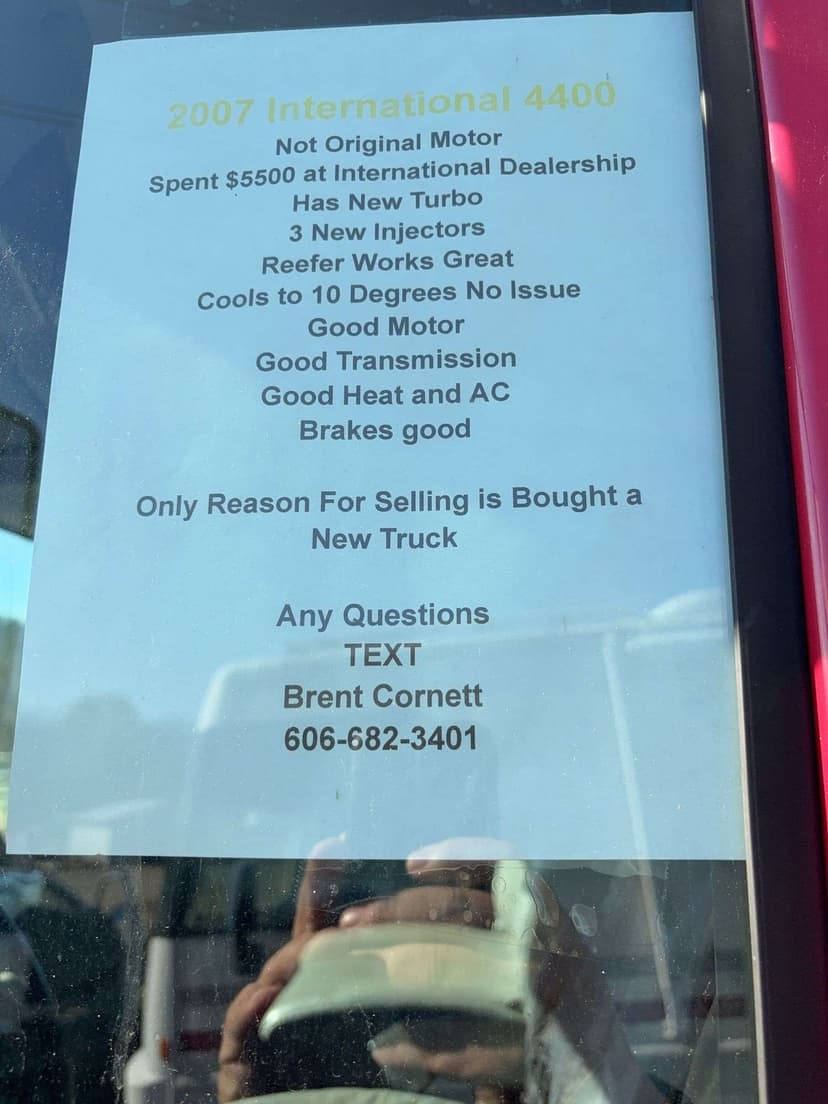 2007 International 4400
Not Original Motor
Spent $5500 at International Dealership
Has New Turbo
3 New Injectors
Reefer Works Great
Cools to 10 Degrees No Issue
Good Motor
Good Transmission
Good Heat and AC
Brakes good
Only Reason For Selling is Bought a
New Truck
Any Questions
TEXT
Brent Cornett
606-682-3401